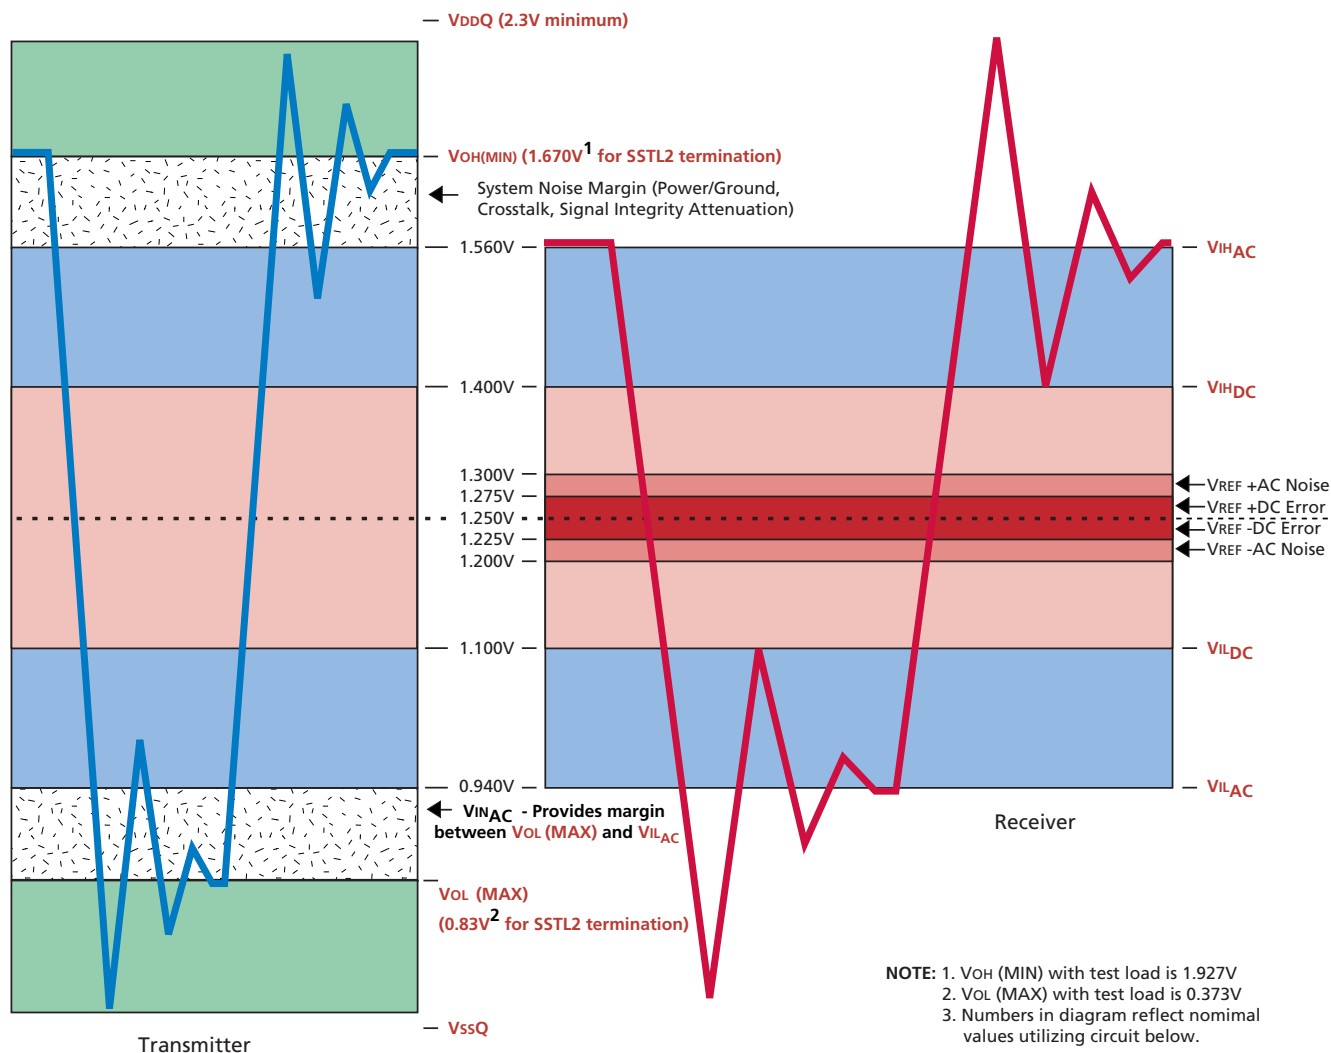 VDDQ (2.3V minimum)
VOH(MIN) (1.670V1 for SSTL2 termination)
System Noise Margin (Power/Ground,
Crosstalk, Signal Integrity Attenuation)
1.560V
VIHAC
1.400V
VIHDC
1.300V
VREF +AC Noise
1.275V
VREF +DC Error
1.250V
VREF -DC Error
1.225V
VREF -AC Noise
1.200V
1.100V
VILDC
0.940V
VILAC
VINAC - Provides margin
between VOL (MAX) and VILAC
Receiver
VOL (MAX)
(0.83V2 for SSTL2 termination)
NOTE: 1. VOH (MIN) with test load is 1.927V
2. VOL (MAX) with test load is 0.373V
3. Numbers in diagram reflect nomimal
values utilizing circuit below.
VssQ
Transmitter